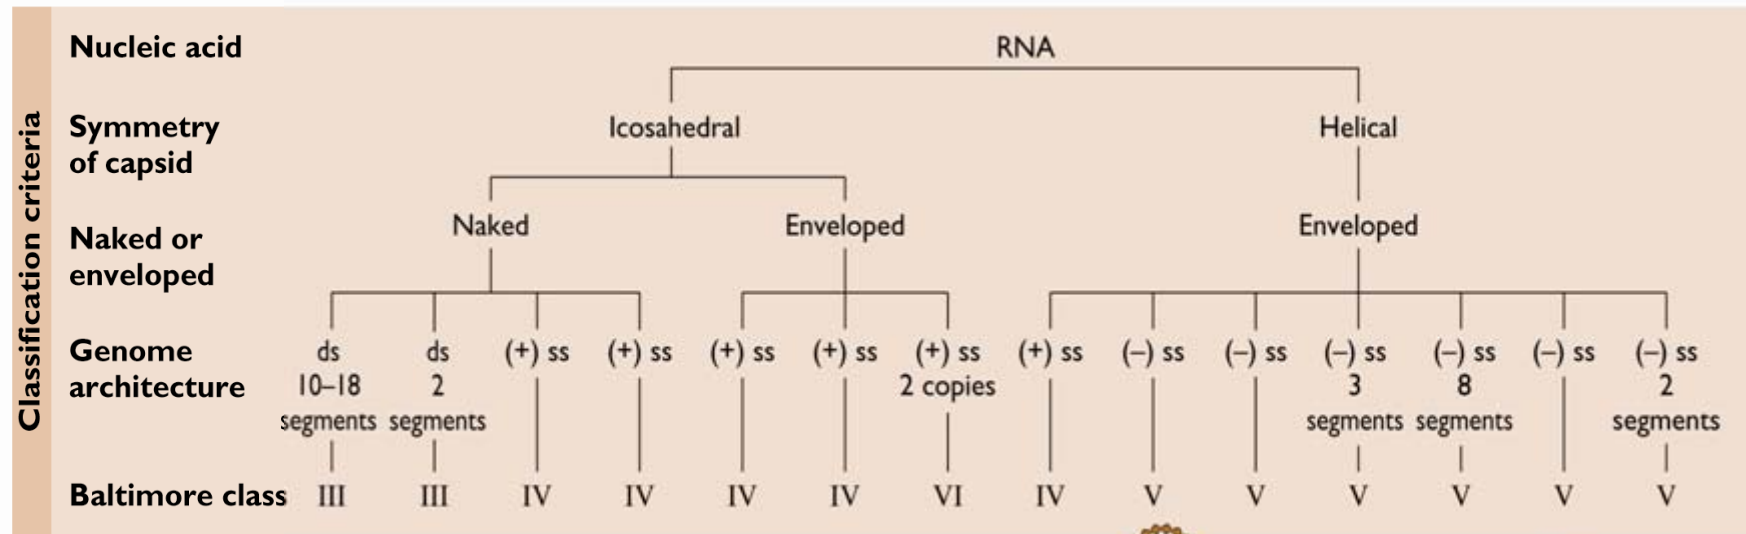 Classification criteria
Nucleic acid
RNA
Symmetry
of capsid
Icosahedral
Helical
Naked or
enveloped
Naked
Enveloped
Enveloped
Genome
architecture
ds
10–18
segments
ds
2
segments
(+) ss
(+) ss
(+) ss
(+) ss
(+) ss
2 copies
(+) ss
(–) ss
(–) ss
(–) ss
3
segments
(–) ss
8
segments
(–) ss
(–) ss
2
segments
Baltimore class III III IV IV IV IV VI IV V V V V V V